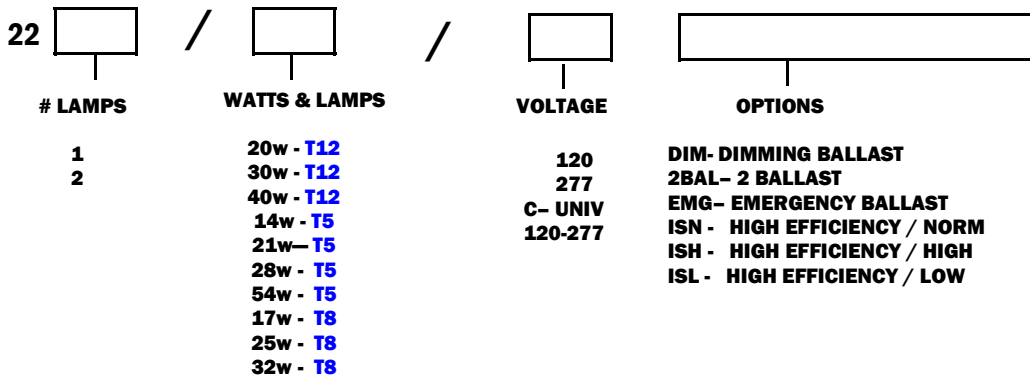 22 / /
# LAMPS
WATTS & LAMPS
VOLTAGE
OPTIONS
1
2
20w - T12
30w - T12
40w - T12
14w - T5
21w— T5
28w - T5
54w - T5
17w - T8
25w - T8
32w - T8
120
277
C– UNIV
120-277
DIM- DIMMING BALLAST
2BAL– 2 BALLAST
EMG– EMERGENCY BALLAST
ISN - HIGH EFFICIENCY / NORM
ISH - HIGH EFFICIENCY / HIGH
ISL - HIGH EFFICIENCY / LOW